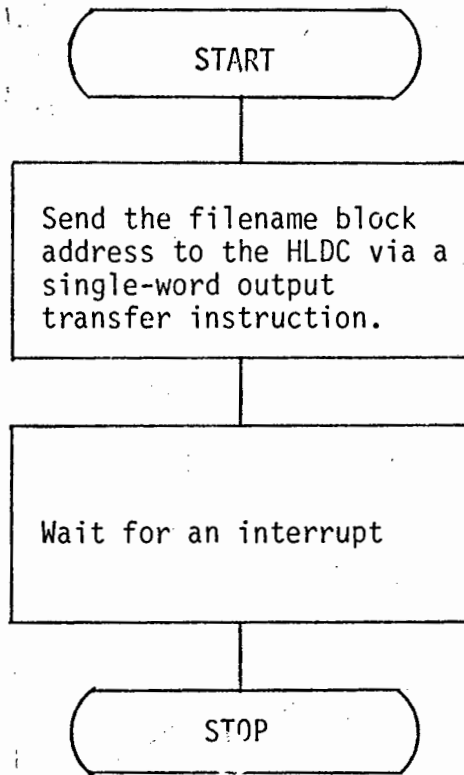 START
Send the filename block
address to the HLDC via a
single-word output
transfer instruction.
Wait for an interrupt
STOP